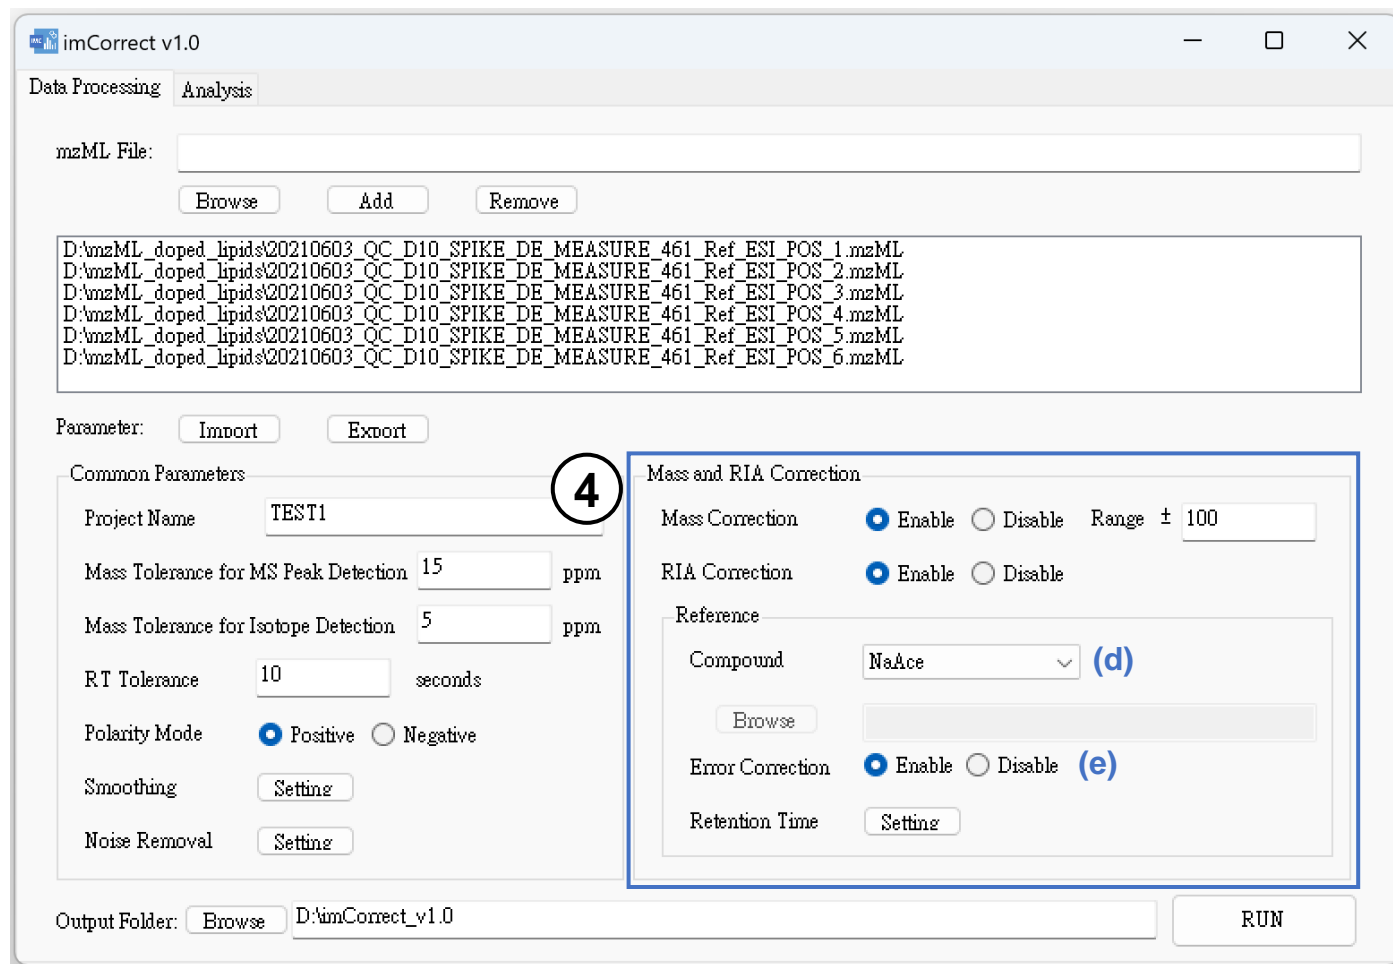 imCorrect v1.0
Data Processing Analysis
mzML File:
Browse Add Remove
D:\mzML_doped_lipids\20210603_QC_D10_SPIKE_DE_MEASURE_461_Ref_ESI_POS_1.mzML
D:\mzML_doped_lipids\20210603_QC_D10_SPIKE_DE_MEASURE_461_Ref_ESI_POS_2.mzML
D:\mzML_doped_lipids\20210603_QC_D10_SPIKE_DE_MEASURE_461_Ref_ESI_POS_3.mzML
D:\mzML_doped_lipids\20210603_QC_D10_SPIKE_DE_MEASURE_461_Ref_ESI_POS_4.mzML
D:\mzML_doped_lipids\20210603_QC_D10_SPIKE_DE_MEASURE_461_Ref_ESI_POS_5.mzML
D:\mzML_doped_lipids\20210603_QC_D10_SPIKE_DE_MEASURE_461_Ref_ESI_POS_6.mzML
Parameter: Import Export
Common Parameters
Project Name TEST1
Mass Tolerance for MS Peak Detection 15 ppm
Mass Tolerance for Isotope Detection 5 ppm
RT Tolerance 10 seconds
Polarity Mode Positive Negative
Smoothing Setting
Noise Removal Setting
4
Mass and RIA Correction
Mass Correction Enable Disable Range ± 100
RIA Correction Enable Disable
Reference
Compound NaAce (d)
Browse
Error Correction Enable Disable (e)
Retention Time Setting
Output Folder: Browse D:\imCorrect_v1.0 RUN